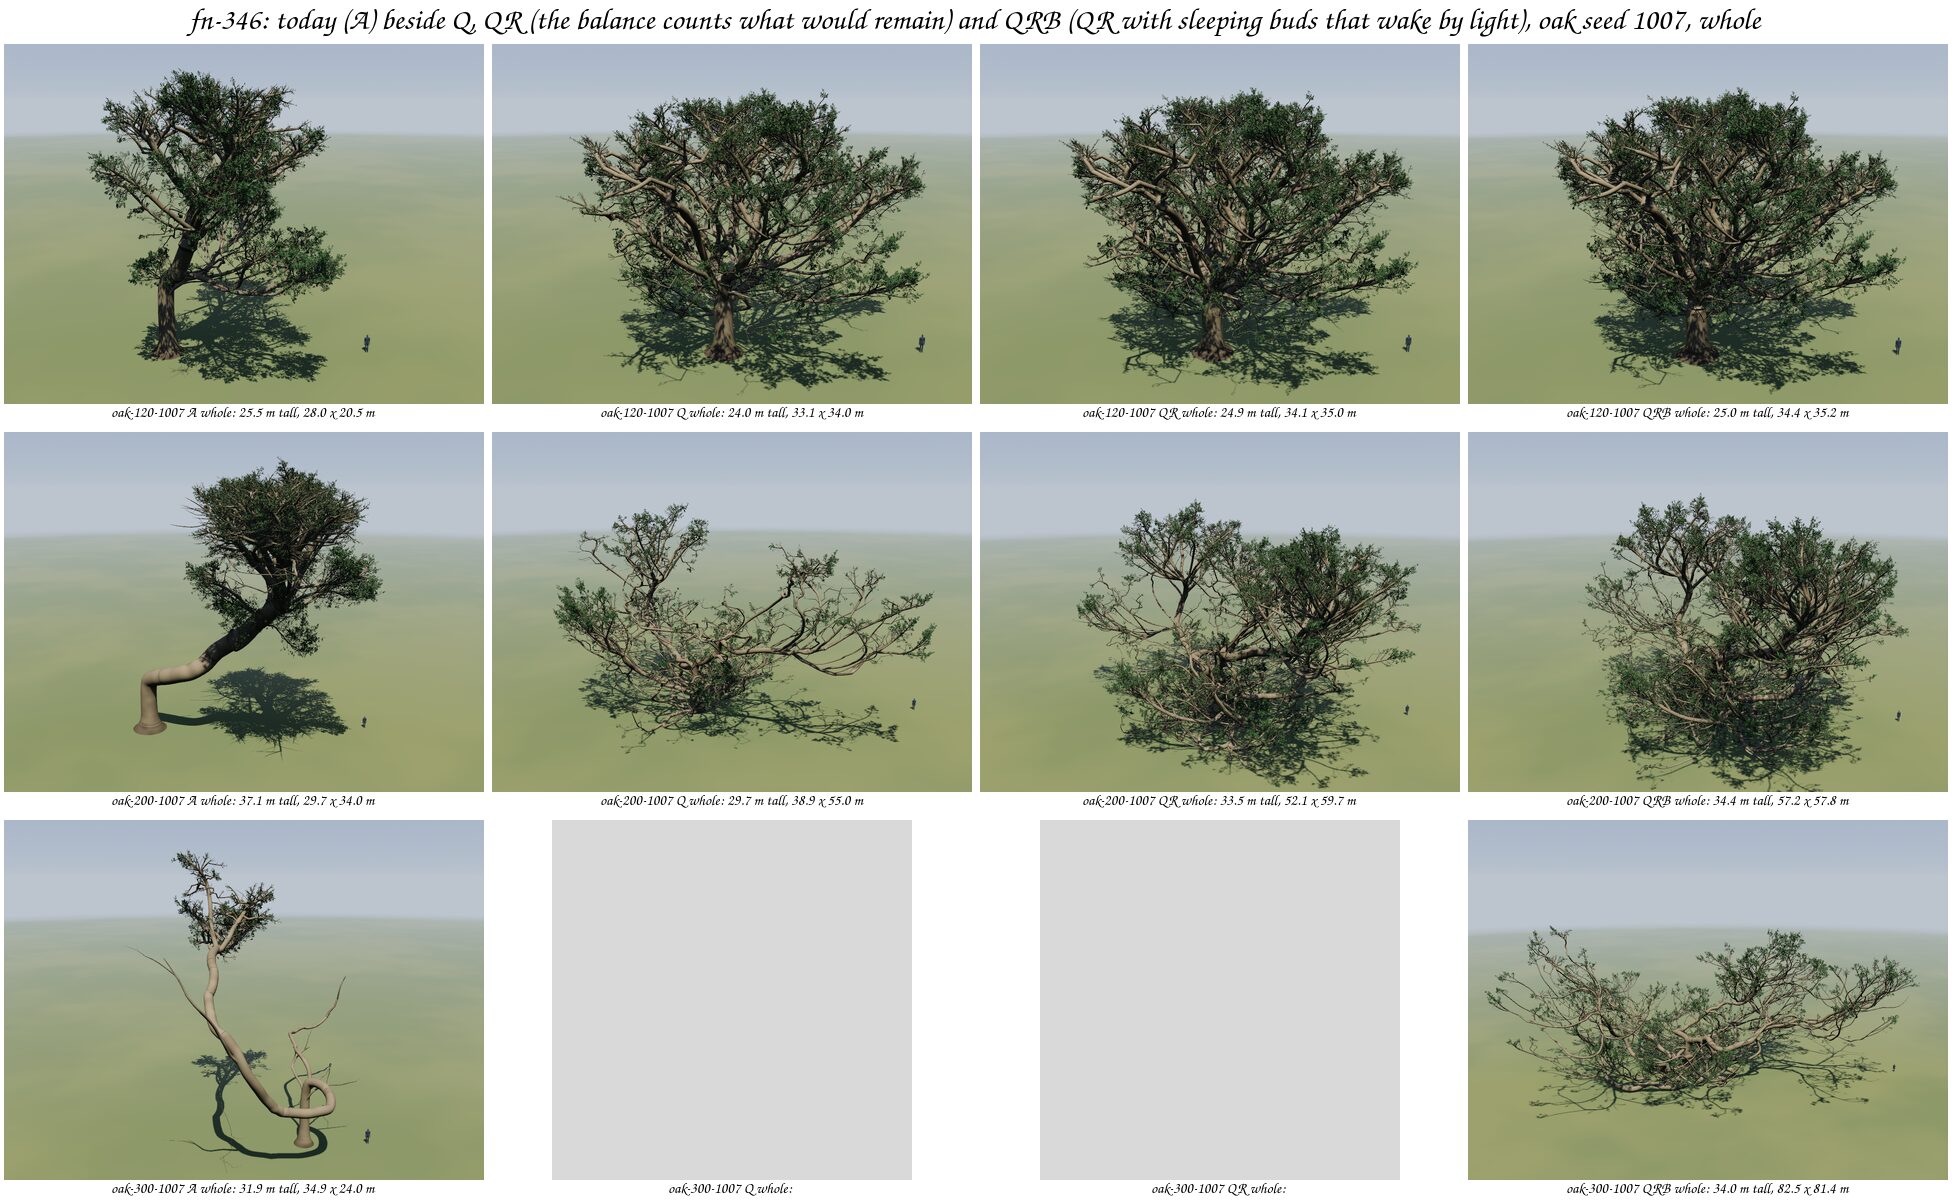 fn-346: today (A) beside Q, QR (the balance counts what would remain) and QRB (QR with sleeping buds that wake by light), oak seed 1007, whole
oak-120-1007 A whole: 25.5 m tall, 28.0 x 20.5 m
oak-120-1007 Q whole: 24.0 m tall, 33.1 x 34.0 m
oak-120-1007 QR whole: 24.9 m tall, 34.1 x 35.0 m
oak-120-1007 QRB whole: 25.0 m tall, 34.4 x 35.2 m
oak-200-1007 A whole: 37.1 m tall, 29.7 x 34.0 m
oak-200-1007 Q whole: 29.7 m tall, 38.9 x 55.0 m
oak-200-1007 QR whole: 33.5 m tall, 52.1 x 59.7 m
oak-200-1007 QRB whole: 34.4 m tall, 57.2 x 57.8 m
oak-300-1007 A whole: 31.9 m tall, 34.9 x 24.0 m
oak-300-1007 Q whole:
oak-300-1007 QR whole:
oak-300-1007 QRB whole: 34.0 m tall, 82.5 x 81.4 m